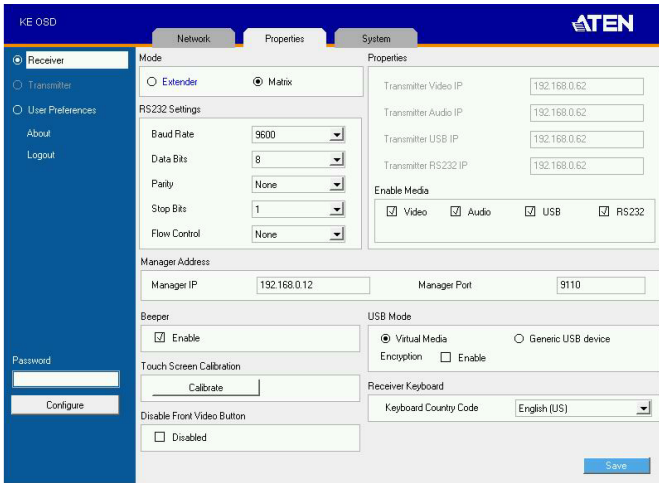 KE OSD
ATEN
Network
Properties
System
Receiver
Transmitter
User Preferences
About
Logout
Password
Configure
Mode
Extender
Matrix
RS232 Settings
Baud Rate
9600
Data Bits
8
Parity
None
Stop Bits
1
Flow Control
None
Properties
Transmitter Video IP
192.168.0.62
Transmitter Audio IP
192.168.0.62
Transmitter USB IP
192.168.0.62
Transmitter RS232 IP
192.168.0.62
Enable Media
Video
Audio
USB
RS232
Manager Address
Manager IP
192.168.0.12
Manager Port
9110
Beeper
Enable
Touch Screen Calibration
Calibrate
Disable Front Video Button
Disabled
USB Mode
Virtual Media
Generic USB device
Encryption
Enable
Receiver Keyboard
Keyboard Country Code
English (US)
Save